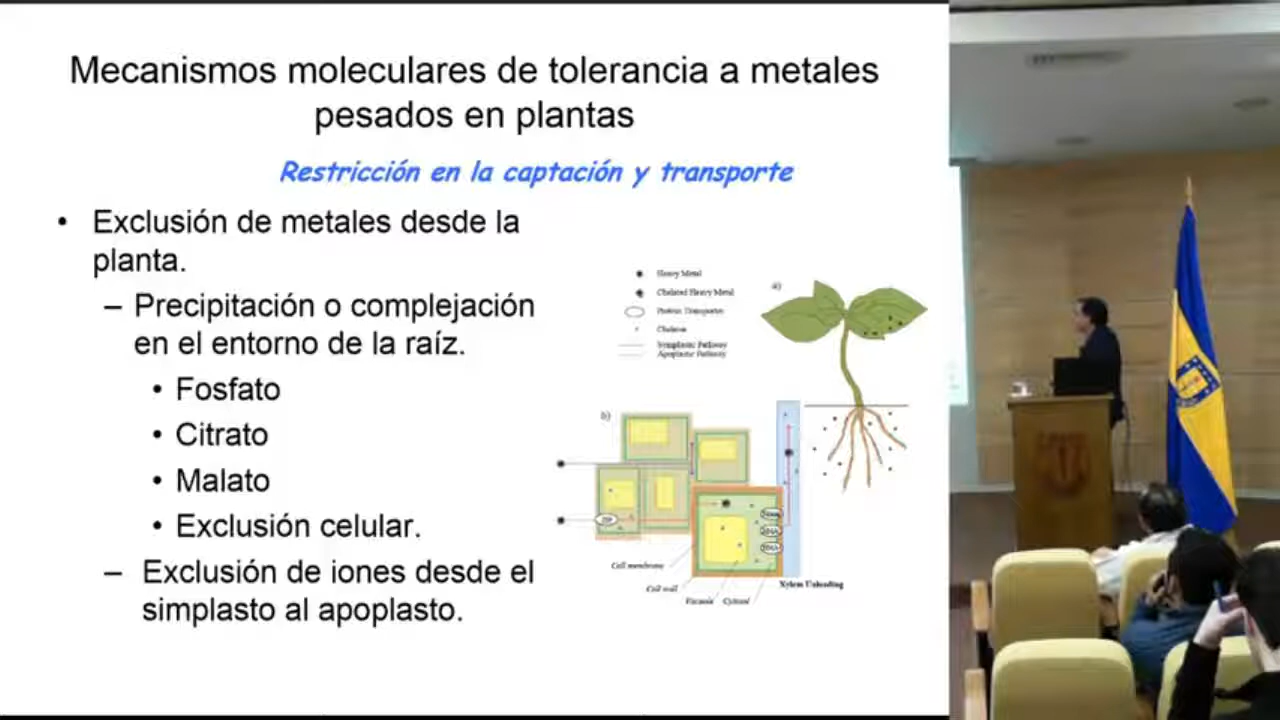 Mecanismos moleculares de tolerancia a metales
pesados en plantas
Restricción en la captación y transporte
• Exclusión de metales desde la
planta.
– Precipitación o complejación
en el entorno de la raíz.
• Fosfato
• Citrato
• Malato
• Exclusión celular.
– Exclusión de iones desde el
simplasto al apoplasto.
Heavy Metal
Chelated Heavy Metal
Protein Transporter
Chelator
Symplastic Pathway
Apoplastic Pathway
a)
b)
Cell membrane
Cell wall
Vacuole Cytosol
Xylem Unloading